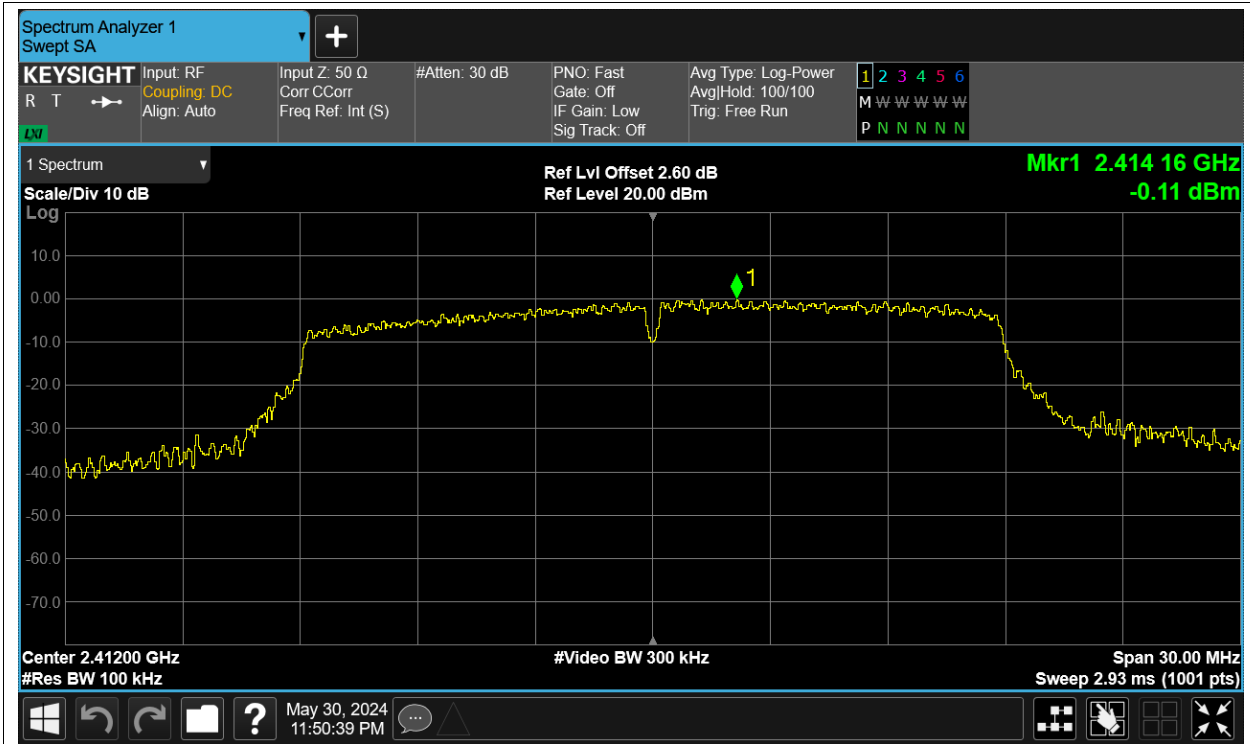 Spectrum Analyzer 1
Swept SA
KEYSIGHT
R T
LXI
Input: RF
Coupling: DC
Align: Auto
Input Z: 50 Ω
Corr CCorr
Freq Ref: Int (S)
#Atten: 30 dB
PNO: Fast
Gate: Off
IF Gain: Low
Sig Track: Off
Avg Type: Log-Power
Avg|Hold: 100/100
Trig: Free Run
1 2 3 4 5 6
M W W W W W
P N N N N N
1 Spectrum
Scale/Div 10 dB
Log
Ref Lvl Offset 2.60 dB
Ref Level 20.00 dBm
Mkr1 2.414 16 GHz
-0.11 dBm
10.0
0.00
-10.0
-20.0
-30.0
-40.0
-50.0
-60.0
-70.0
1
Center 2.41200 GHz
#Res BW 100 kHz
#Video BW 300 kHz
Span 30.00 MHz
Sweep 2.93 ms (1001 pts)
?
May 30, 2024
11:50:39 PM